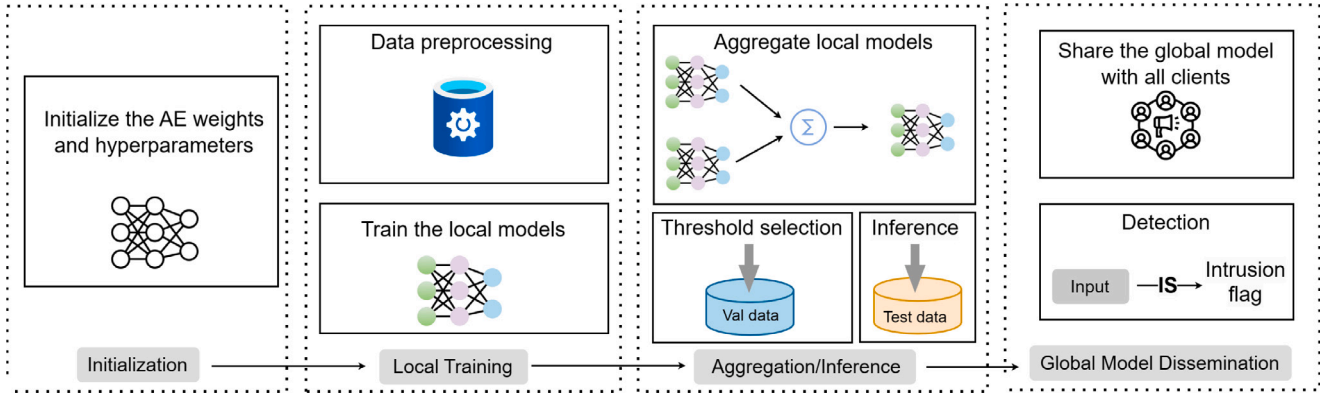 Initialize the AE weights
and hyperparameters
Initialization
Data preprocessing
Train the local models
Local Training
Aggregate local models
Σ
Threshold selection
Val data
Inference
Test data
Aggregation/Inference
Share the global model
with all clients
Detection
Input
IS
Intrusion
flag
Global Model Dissemination